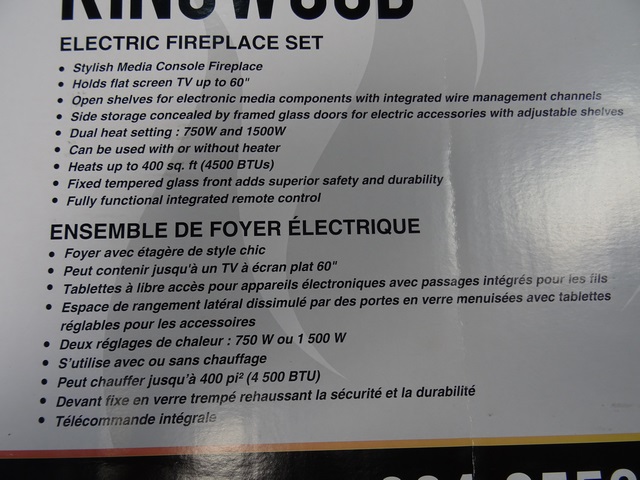 KINGWOOD
ELECTRIC FIREPLACE SET
• Stylish Media Console Fireplace
• Holds flat screen TV up to 60"
• Open shelves for electronic media components with integrated wire management channels
• Side storage concealed by framed glass doors for electric accessories with adjustable shelves
• Dual heat setting : 750W and 1500W
• Can be used with or without heater
• Heats up to 400 sq. ft (4500 BTUs)
• Fixed tempered glass front adds superior safety and durability
• Fully functional integrated remote control
ENSEMBLE DE FOYER ÉLECTRIQUE
• Foyer avec étagère de style chic
• Peut contenir jusqu'à un TV à écran plat 60"
• Tablettes à libre accès pour appareils électroniques avec passages intégrés pour les fils
• Espace de rangement latéral dissimulé par des portes en verre menuisées avec tablettes
réglables pour les accessoires
• Deux réglages de chaleur : 750 W ou 1 500 W
• S'utilise avec ou sans chauffage
• Peut chauffer jusqu'à 400 pi² (4 500 BTU)
• Devant fixe en verre trempé rehaussant la sécurité et la durabilité
• Télécommande intégrale